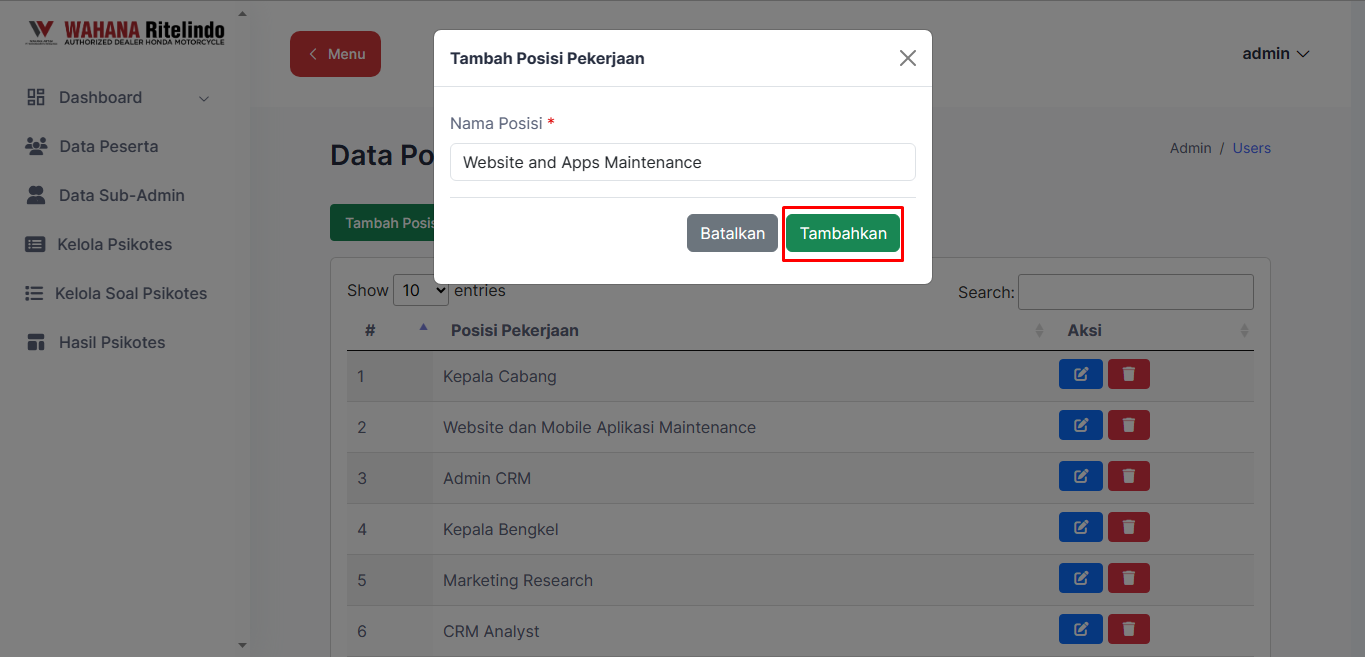 WAHANA Ritelindo
AUTHORIZED DEALER HONDA MOTORCYCLE
Dashboard
Data Peserta
Data Sub-Admin
Kelola Psikotes
Kelola Soal Psikotes
Hasil Psikotes
Menu
admin
Tambah Posisi Pekerjaan
Nama Posisi *
Website and Apps Maintenance
Batalkan Tambahkan
Data Po
Admin / Users
Tambah Posis
Show 10 entries
Search:
# Posisi Pekerjaan Aksi
1 Kepala Cabang
2 Website dan Mobile Aplikasi Maintenance
3 Admin CRM
4 Kepala Bengkel
5 Marketing Research
6 CRM Analyst